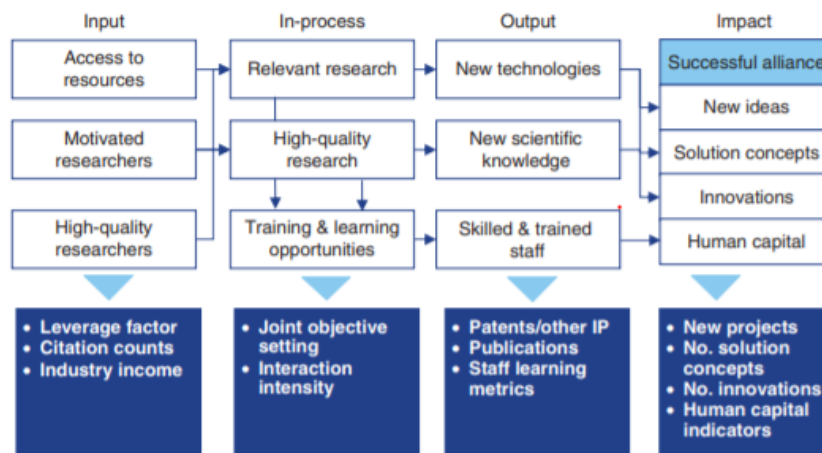 Input
In-process
Output
Impact
Access to
resources
Relevant research
New technologies
Successful alliance
New ideas
Motivated
researchers
High-quality
research
New scientific
knowledge
Solution concepts
Innovations
High-quality
researchers
Training & learning
opportunities
Skilled & trained
staff
Human capital
• Leverage factor
• Citation counts
• Industry income
• Joint objective
setting
• Interaction
intensity
• Patents/other IP
• Publications
• Staff learning
metrics
• New projects
• No. solution
concepts
• No. innovations
• Human capital
indicators